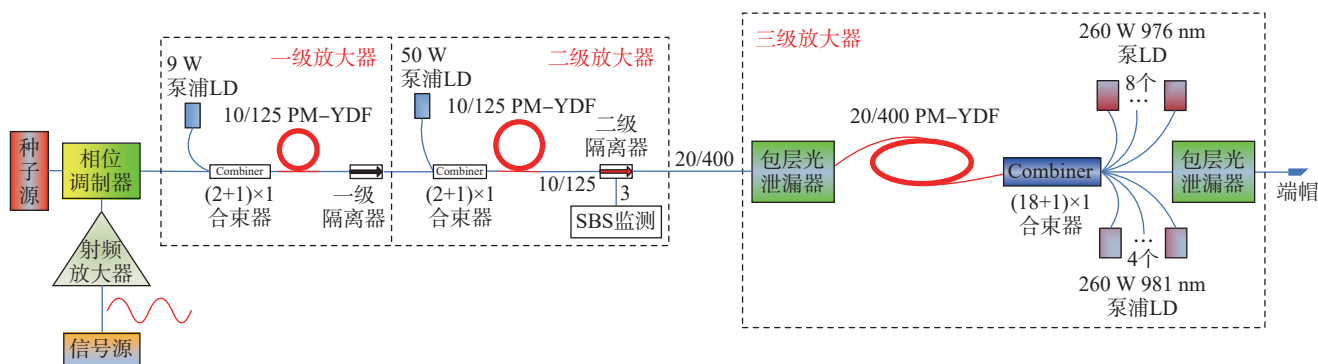 种子源
相位
调制器
射频
放大器
信号源
一级放大器
9 W
泵浦LD
10/125 PM–YDF
Combiner
(2+1)×1
合束器
一级
隔离器
二级放大器
50 W
泵浦LD
10/125 PM–YDF
Combiner
(2+1)×1
合束器
二级
隔离器
10/125
3
SBS监测
20/400
三级放大器
包层光
泄漏器
20/400 PM–YDF
Combiner
(18+1)×1
合束器
260 W 976 nm
泵LD
8个
…
…
4个
260 W 981 nm
泵浦LD
包层光
泄漏器
端帽